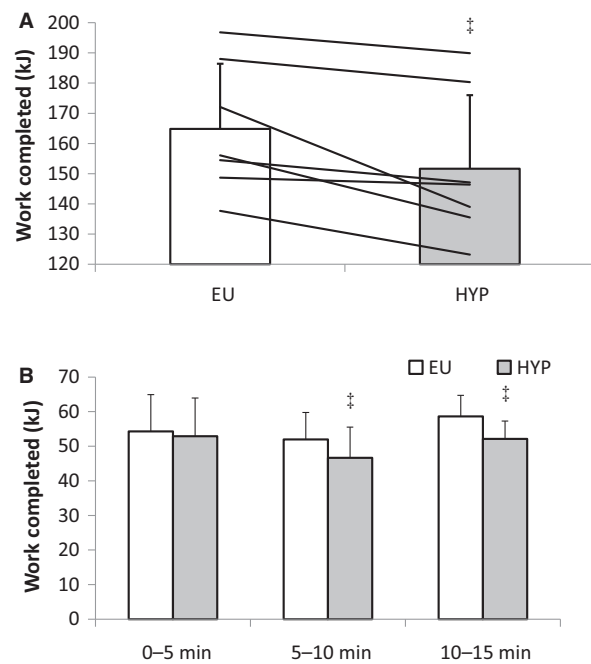 A
Work completed (kJ)
200
190
180
170
160
150
140
130
120
‡
EU
HYP
B
EU
HYP
Work completed (kJ)
70
60
50
40
30
20
10
0
‡
‡
0–5 min
5–10 min
10–15 min